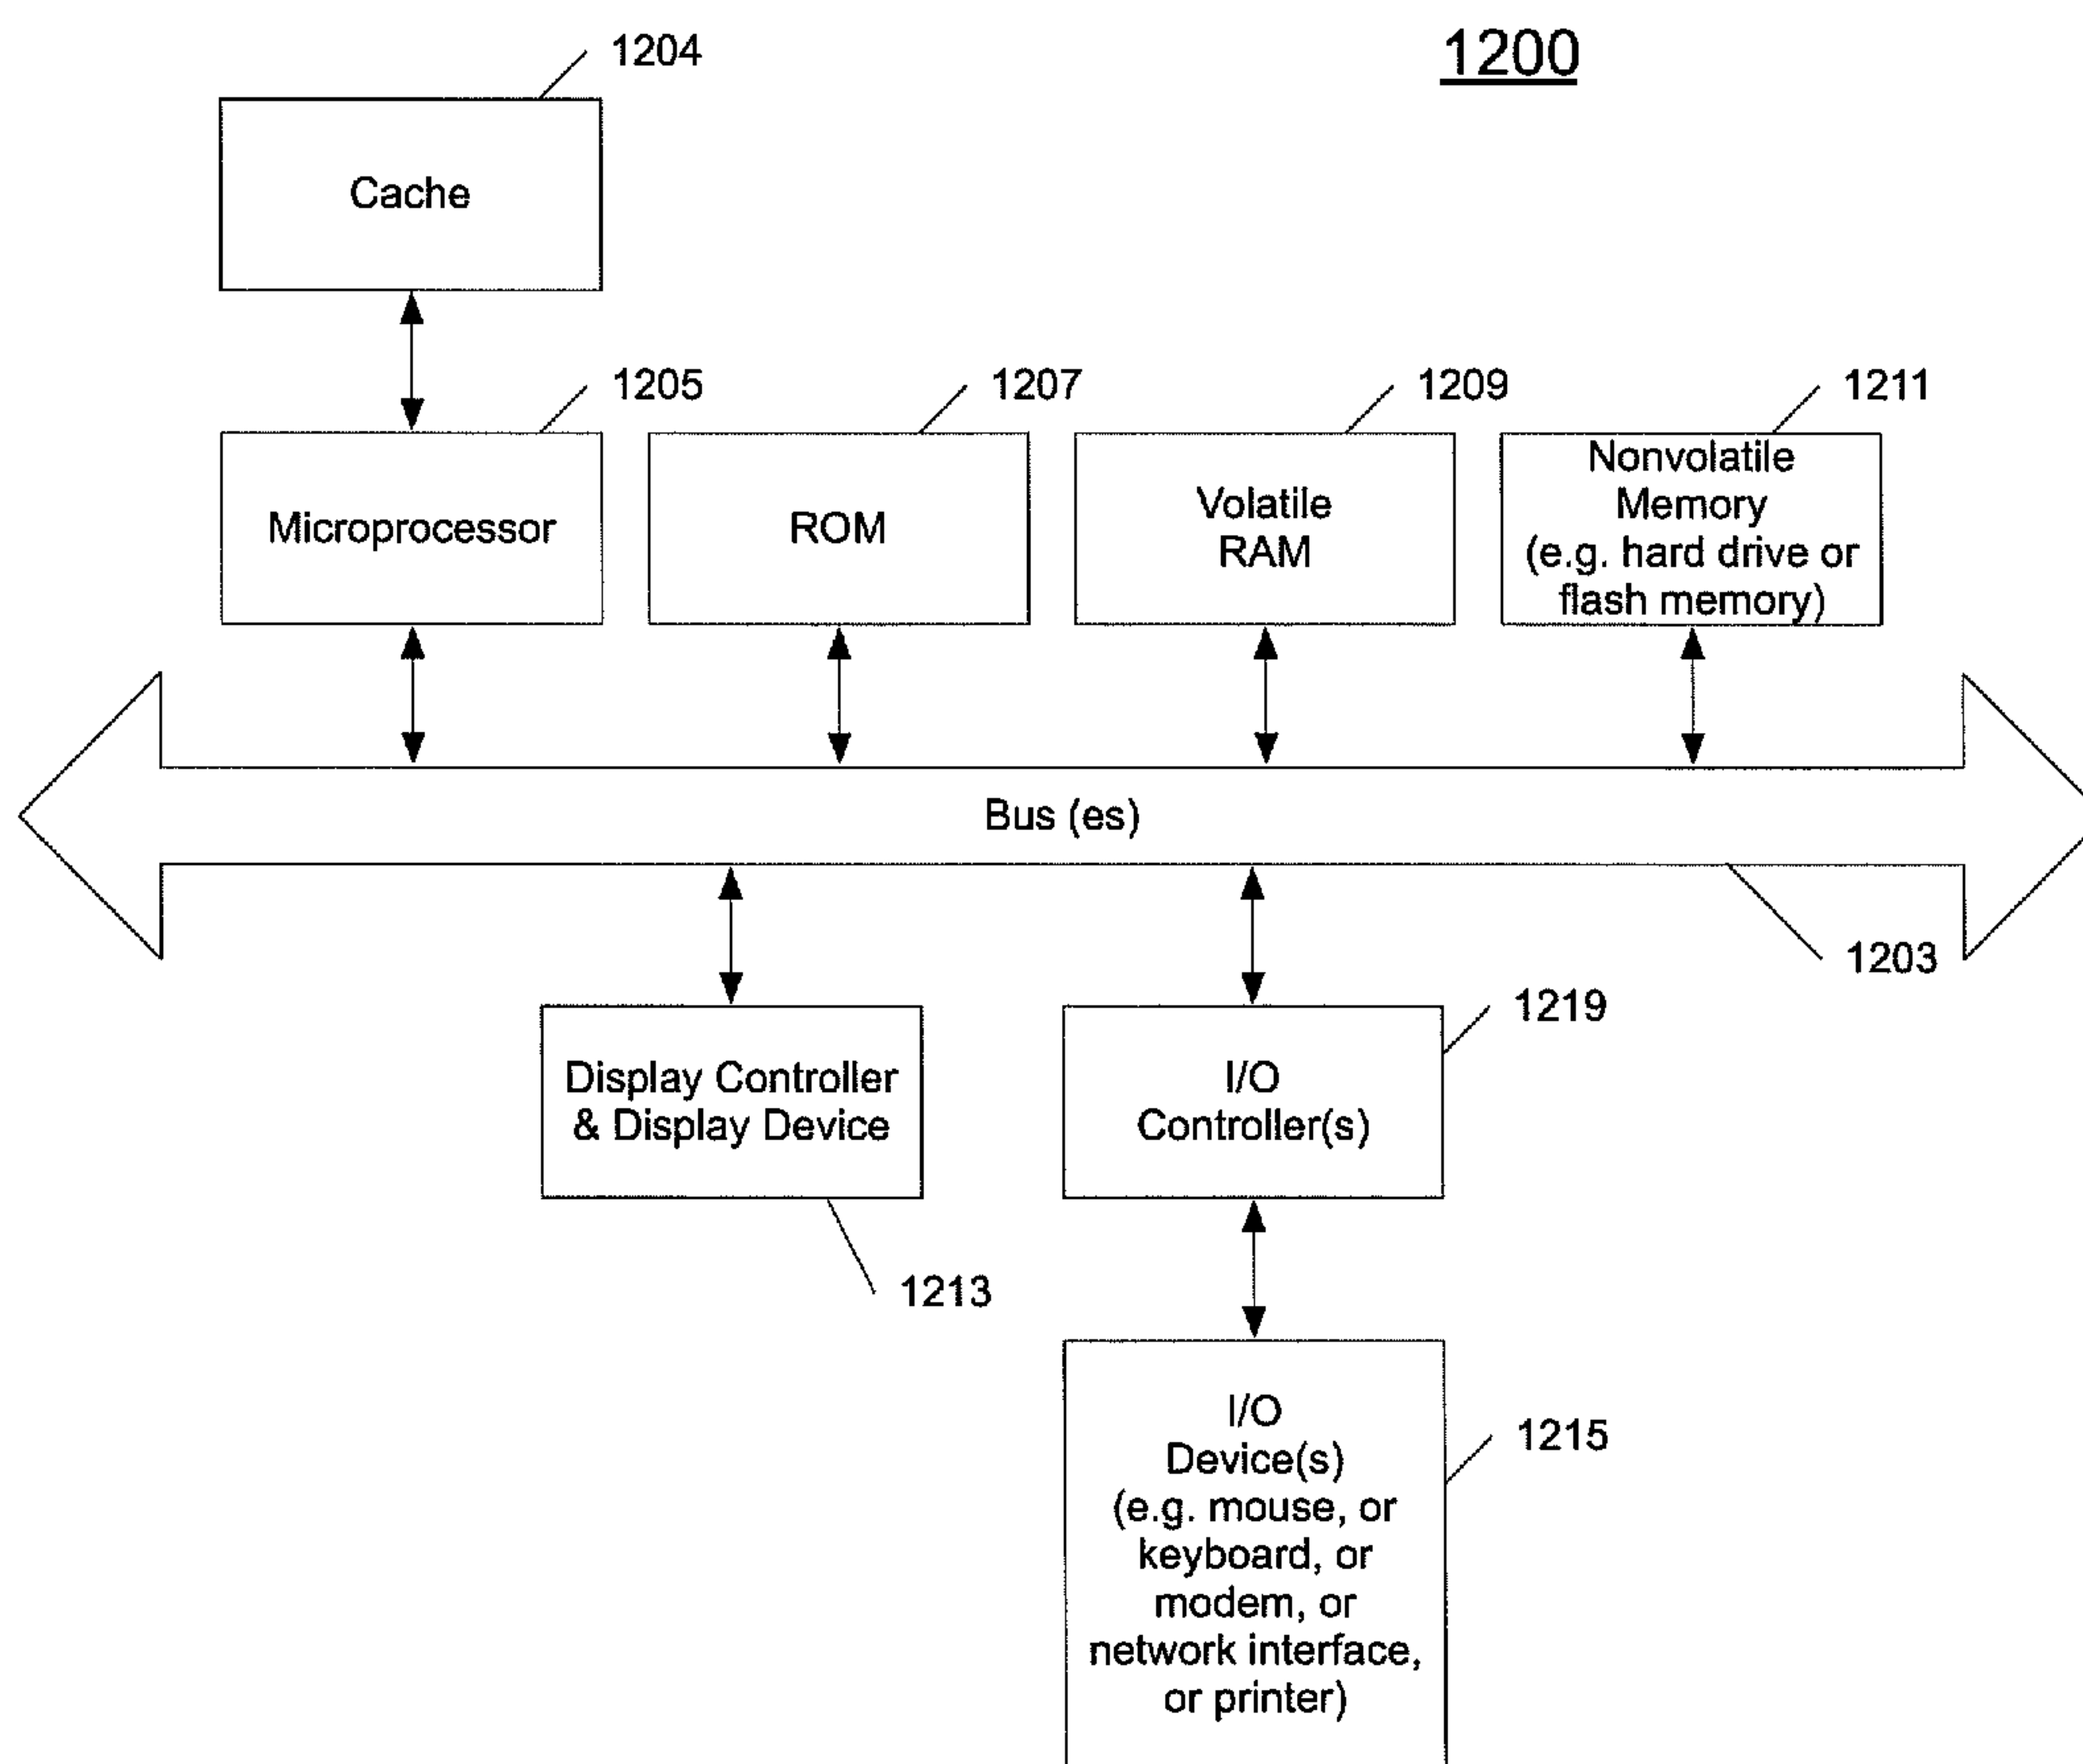 1200
1204
Cache
1205
1207
1209
1211
Microprocessor
ROM
Volatile
RAM
Nonvolatile
Memory
(e.g. hard drive or
flash memory)
Bus (es)
1203
1219
Display Controller
& Display Device
I/O
Controller(s)
1213
I/O
Device(s)
(e.g. mouse, or
keyboard, or
modem, or
network interface,
or printer)
1215